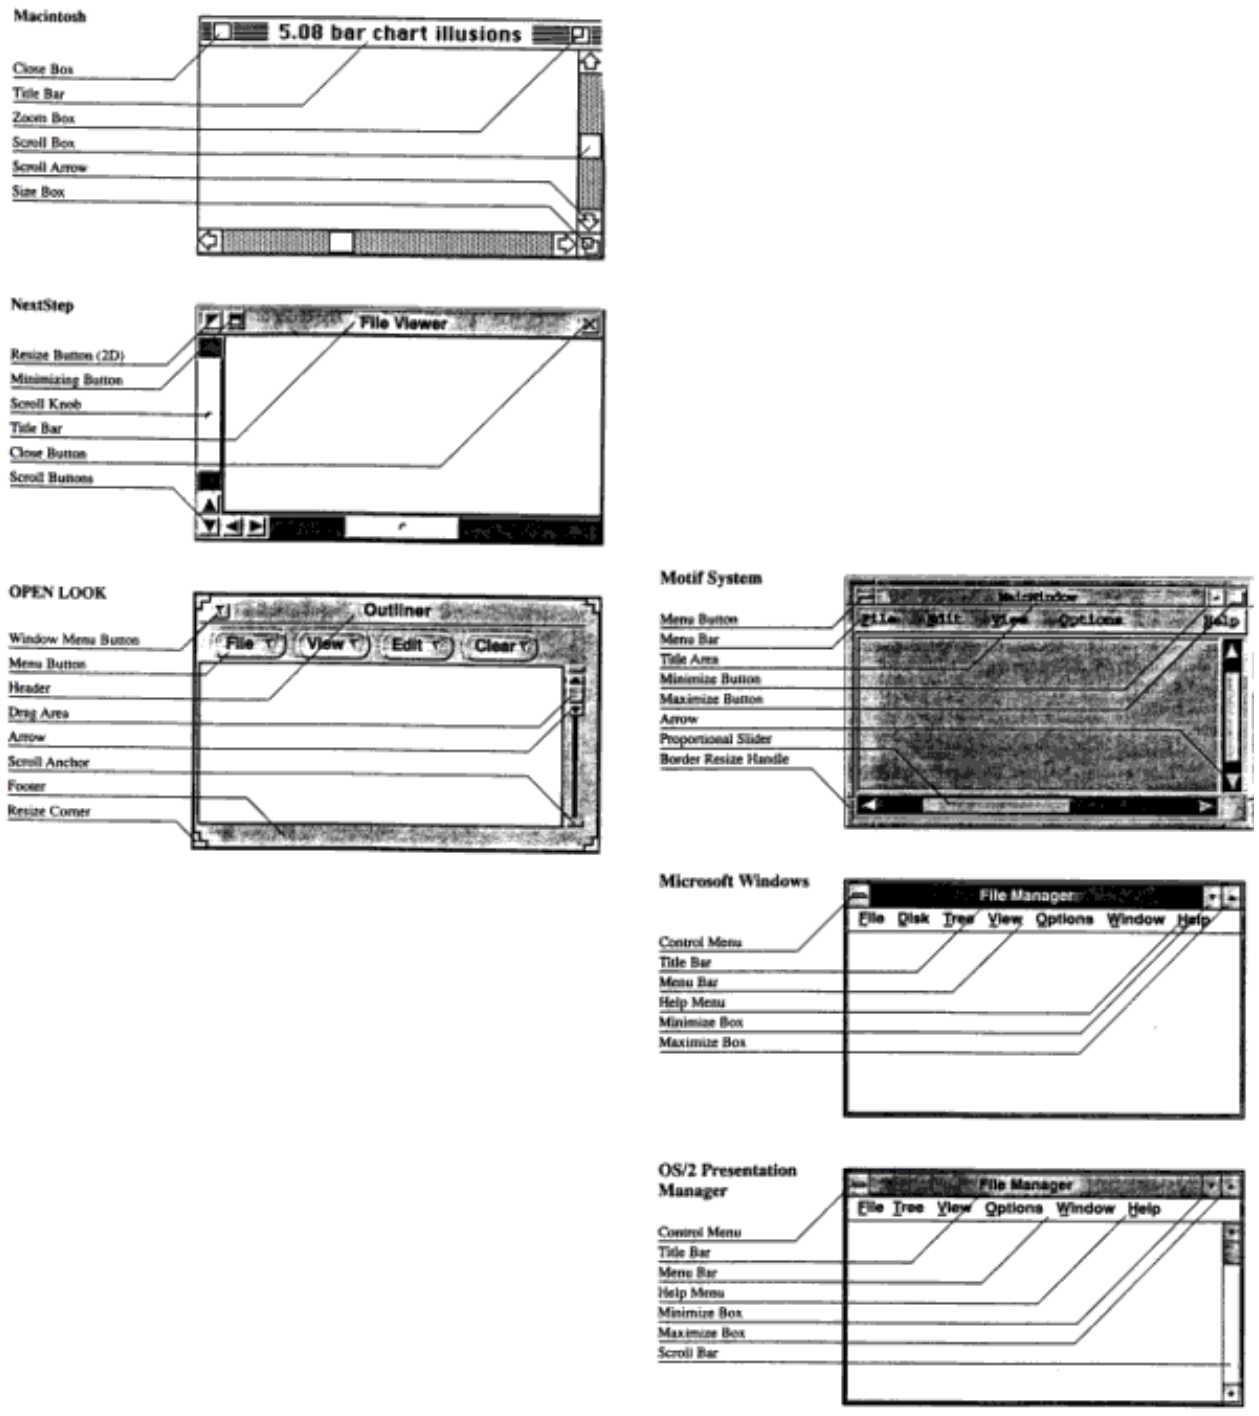 Macintosh
5.08 bar chart illusions
Close Box
Title Bar
Zoom Box
Scroll Box
Scroll Arrow
Size Box
NextStep
File Viewer
Resize Button (2D)
Minimizing Button
Scroll Knob
Title Bar
Close Button
Scroll Buttons
OPEN LOOK
Outliner
File View Edit Clear
Window Menu Button
Menu Button
Header
Drag Area
Arrow
Scroll Anchor
Footer
Resize Corner
Motif System
MainWindow
File Edit View Options Help
Menu Button
Menu Bar
Title Area
Minimize Button
Maximize Button
Arrow
Proportional Slider
Border Resize Handle
Microsoft Windows
File Manager
File Disk Tree View Options Window Help
Control Menu
Title Bar
Menu Bar
Help Menu
Minimize Box
Maximize Box
OS/2 Presentation
Manager
File Manager
File Tree View Options Window Help
Control Menu
Title Bar
Menu Bar
Help Menu
Minimize Box
Maximize Box
Scroll Bar